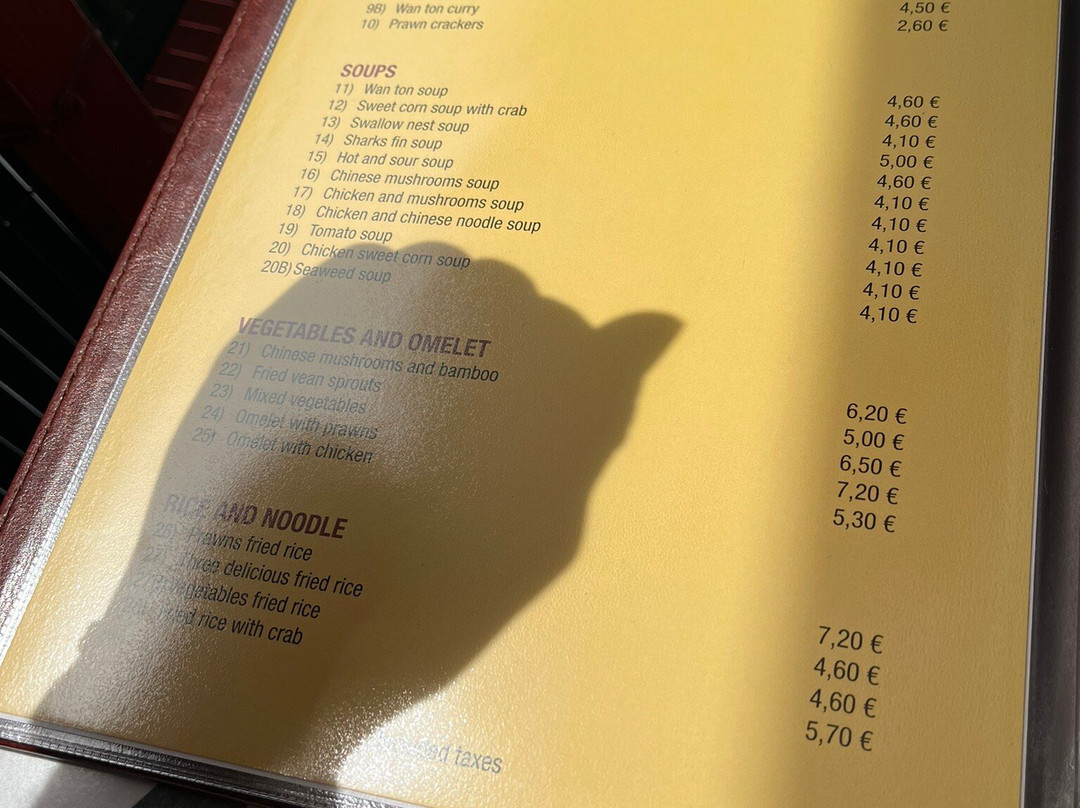 9B) Wan ton curry 4,50 €
10) Prawn crackers 2,60 €
SOUPS
11) Wan ton soup 4,60 €
12) Sweet corn soup with crab 4,60 €
13) Swallow nest soup 4,10 €
14) Sharks fin soup 5,00 €
15) Hot and sour soup 4,60 €
16) Chinese mushrooms soup 4,10 €
17) Chicken and mushrooms soup 4,10 €
18) Chicken and chinese noodle soup 4,10 €
19) Tomato soup 4,10 €
20) Chicken sweet corn soup 4,10 €
20B) Seaweed soup 4,10 €
VEGETABLES AND OMELET
21) Chinese mushrooms and bamboo 6,20 €
22) Fried vean sprouts 5,00 €
23) Mixed vegetables 6,50 €
24) Omelet with prawns 7,20 €
25) Omelet with chicken 5,30 €
RICE AND NOODLE
26) Prawns fried rice 7,20 €
27) Three delicious fried rice 4,60 €
Vegetables fried rice 4,60 €
Fried rice with crab 5,70 €
taxes